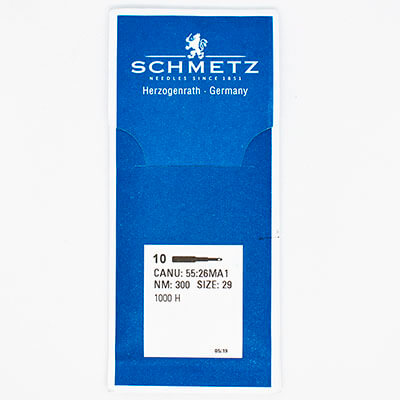 SCHMETZ
NEEDLES SINCE 1851
Herzogenrath · Germany
10
CANU: 55:26MA1
NM: 300 SIZE: 29
1000 H
05/19